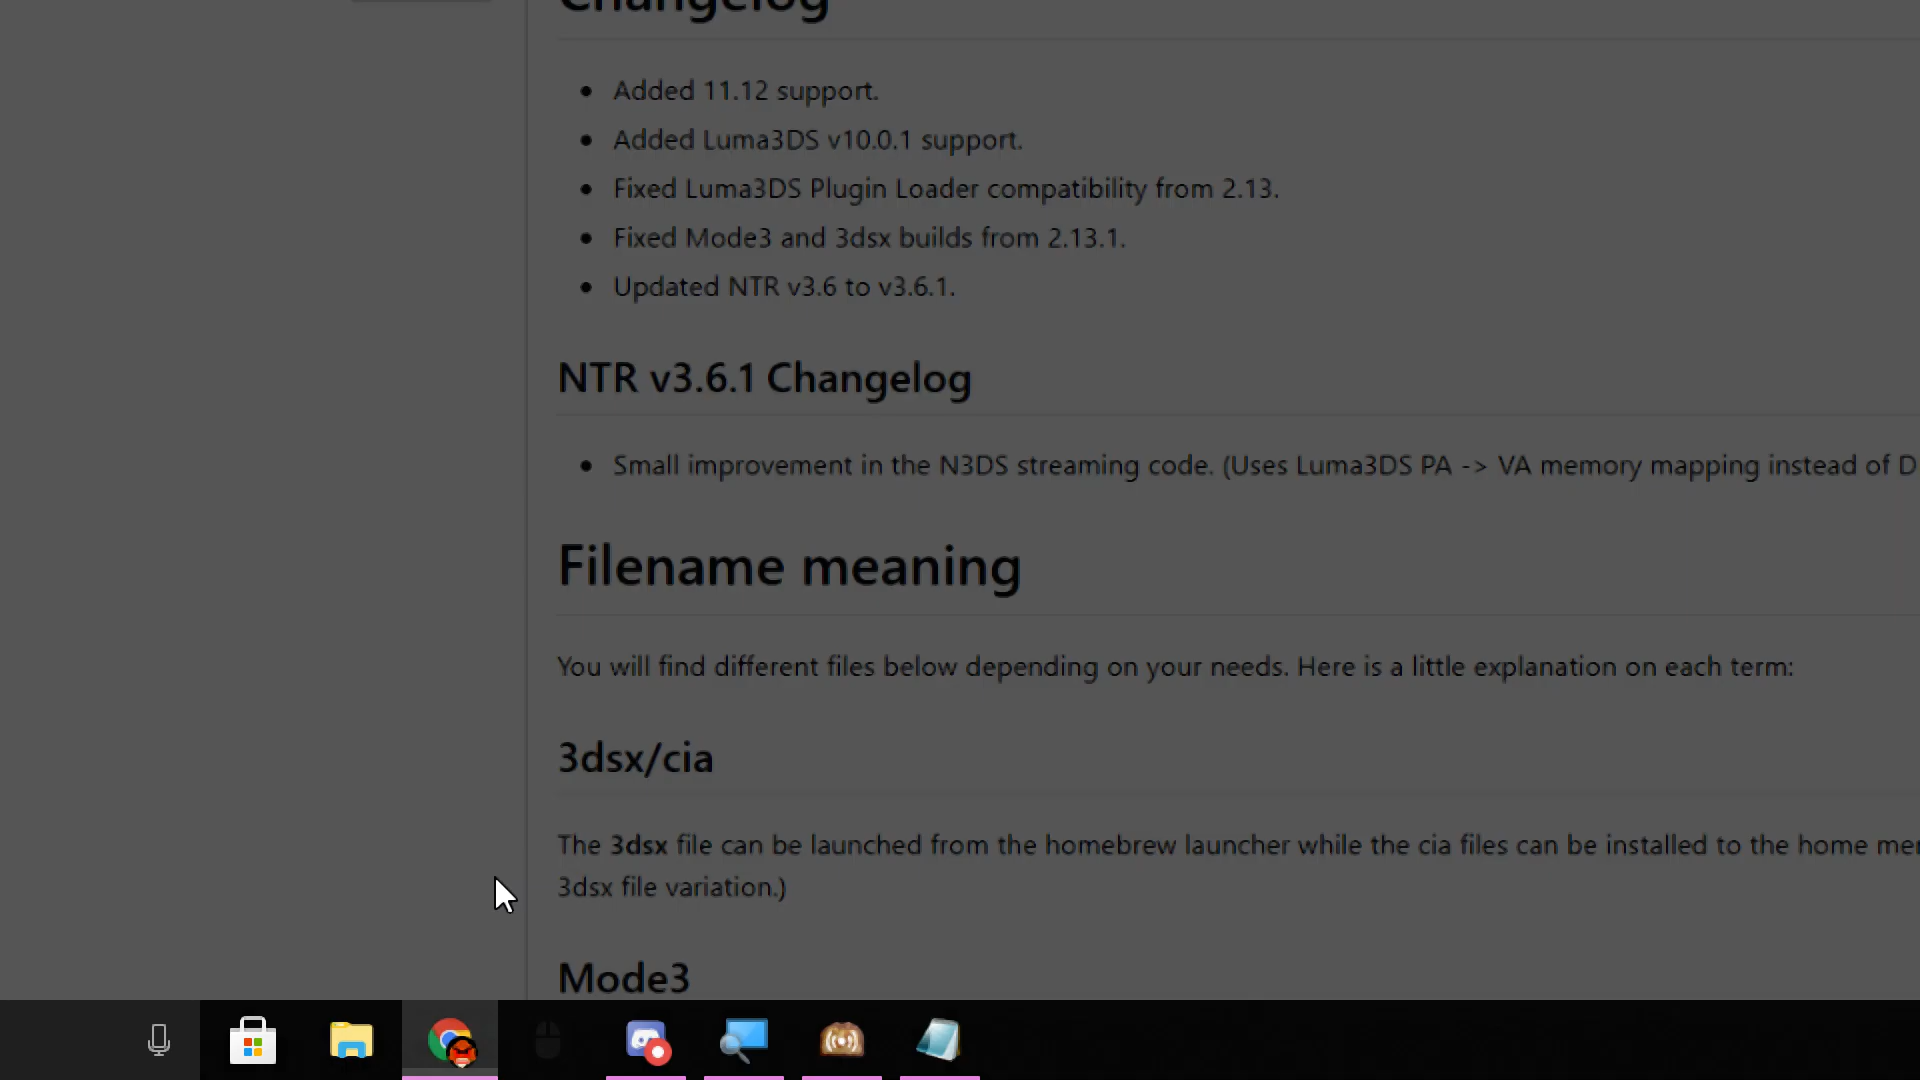 Changelog
Added 11.12 support.
Added Luma3DS v10.0.1 support.
Fixed Luma3DS Plugin Loader compatibility from 2.13.
Fixed Mode3 and 3dsx builds from 2.13.1.
Updated NTR v3.6 to v3.6.1.
NTR v3.6.1 Changelog
Small improvement in the N3DS streaming code. (Uses Luma3DS PA -> VA memory mapping instead of D
Filename meaning
You will find different files below depending on your needs. Here is a little explanation on each term:
3dsx/cia
The 3dsx file can be launched from the homebrew launcher while the cia files can be installed to the home me
3dsx file variation.)
Mode3